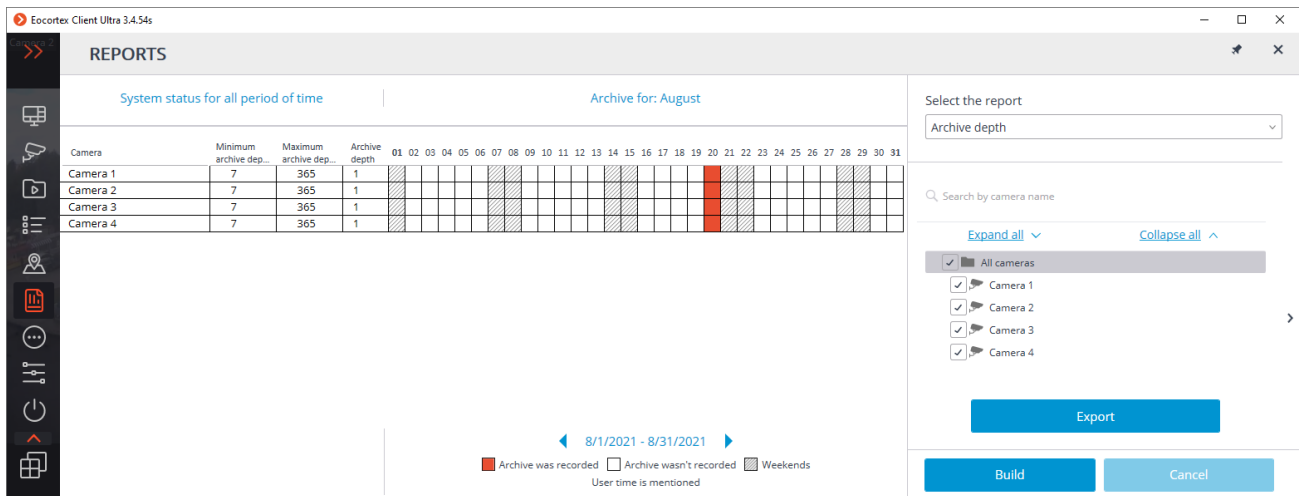 Eocortex Client Ultra 3.4.54s
Camera 2
REPORTS
System status for all period of time
Archive for: August
Camera Minimum archive dep... Maximum archive dep... Archive depth 01 02 03 04 05 06 07 08 09 10 11 12 13 14 15 16 17 18 19 20 21 22 23 24 25 26 27 28 29 30 31
Camera 1 7 365 1
Camera 2 7 365 1
Camera 3 7 365 1
Camera 4 7 365 1
8/1/2021 - 8/31/2021
Archive was recorded Archive wasn't recorded Weekends
User time is mentioned
Select the report
Archive depth
Search by camera name
Expand all Collapse all
All cameras
Camera 1
Camera 2
Camera 3
Camera 4
Export
Build Cancel